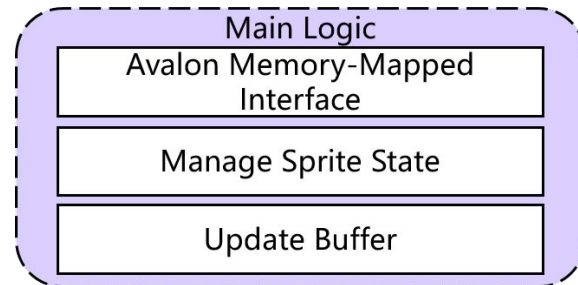 Main Logic
Avalon Memory-Mapped
Interface
Manage Sprite State
Update Buffer